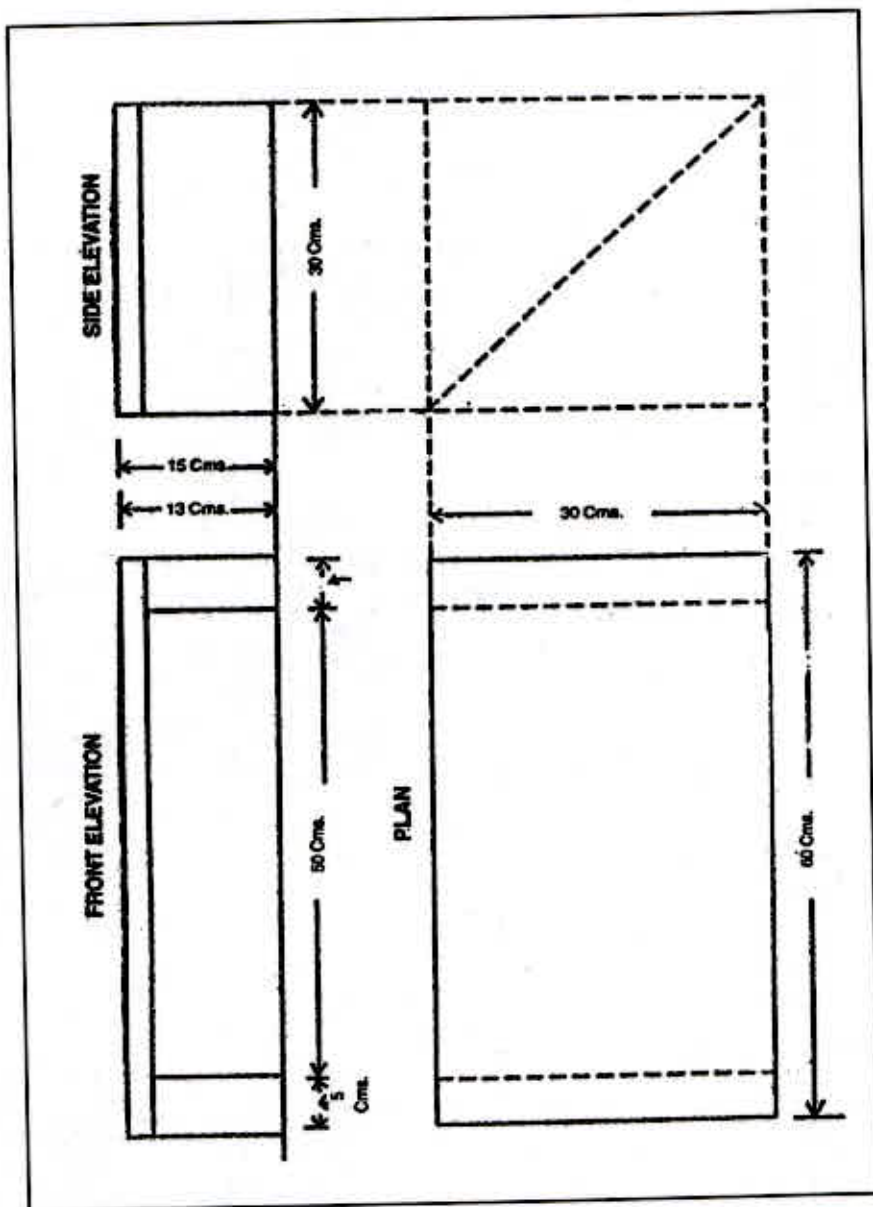 FRONT ELEVATION
SIDE ELEVATION
15 Cms.
13 Cms.
5
Cms.
50 Cms.
30 Cms.
PLAN
30 Cms.
60 Cms.